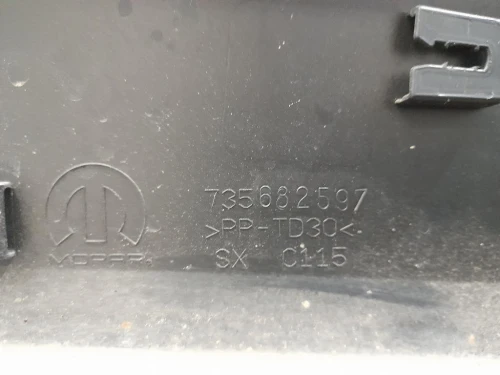 735682597
>PP-TD30<
SX C115
MOPAR